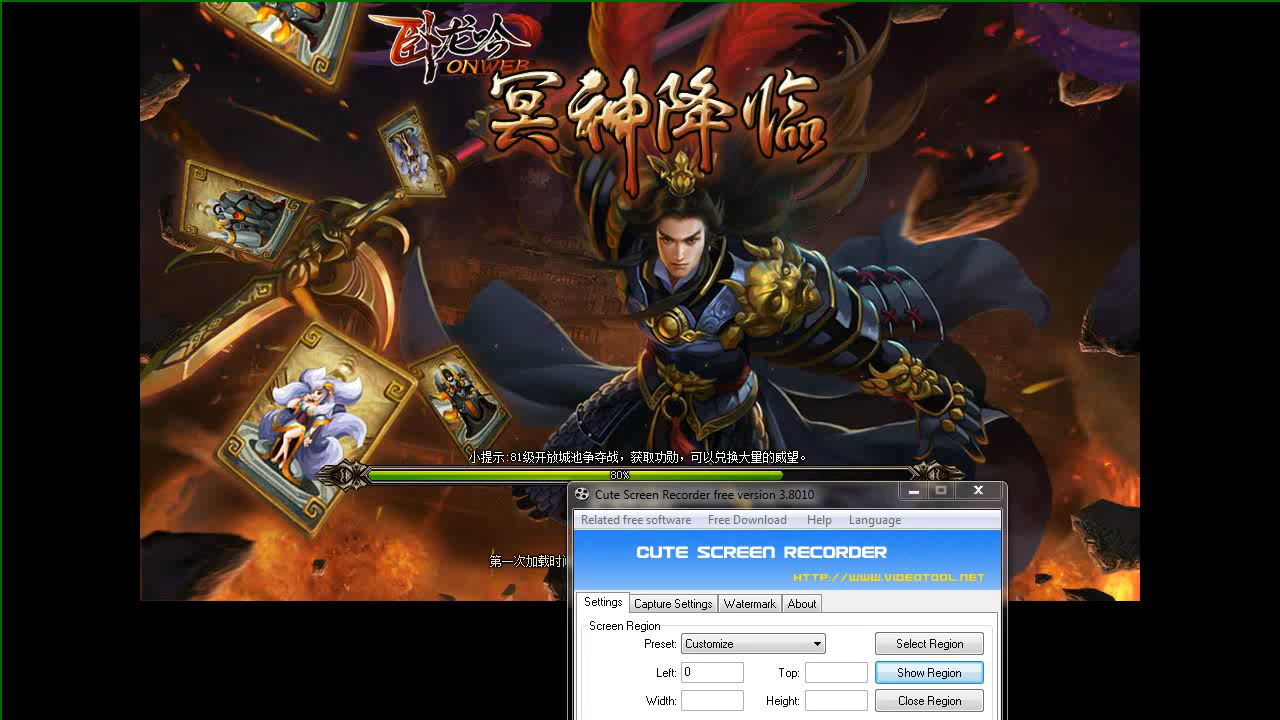 卧龙吟
ONWEB
冥神降临
小提示:81级开放城池争夺战，获取功勋，可以兑换大量的威望。
80%
第一次加载时间
Cute Screen Recorder free version 3.8010
Related free software Free Download Help Language
CUTE SCREEN RECORDER
HTTP://WWW.VIDEOTOOL.NET
Settings Capture Settings Watermark About
Screen Region
Preset: Customize Select Region
Left: 0 Top: Show Region
Width: Height: Close Region